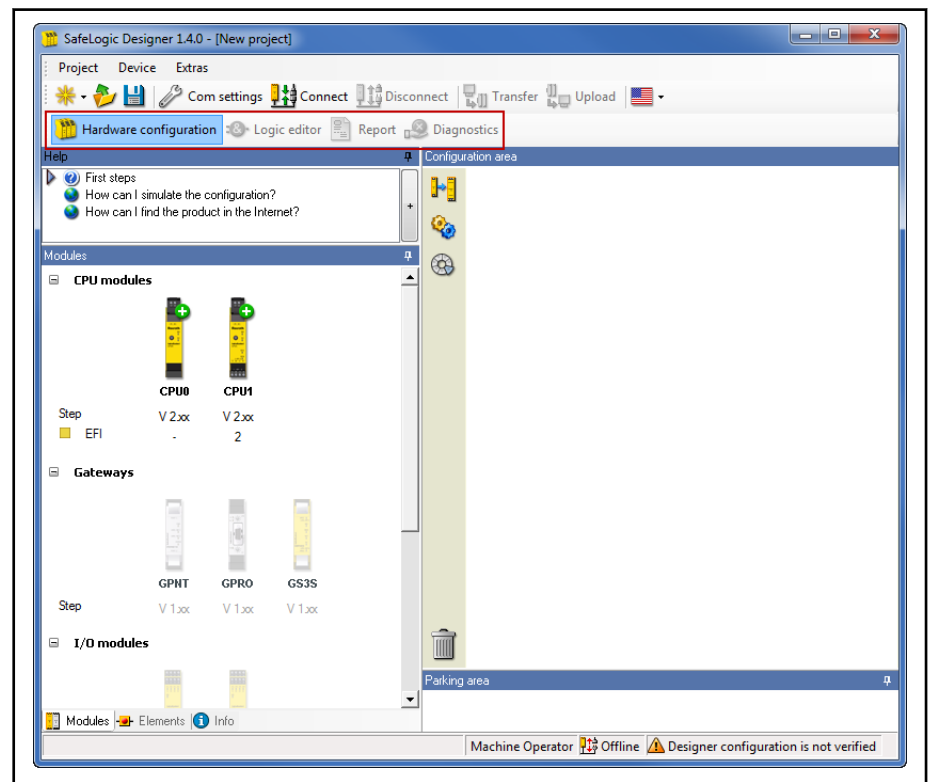 SafeLogic Designer 1.4.0 - [New project]
Project Device Extras
Com settings Connect Disconnect Transfer Upload
Hardware configuration Logic editor Report Diagnostics
Help
Configuration area
First steps
How can I simulate the configuration?
How can I find the product in the Internet?
+
Modules
CPU modules
CPU0 CPU1
Step V 2.xx V 2.xx
EFI - 2
Gateways
GPNT GPRO GS3S
Step V 1.xx V 1.xx V 1.xx
I/O modules
Parking area
Modules Elements Info
Machine Operator Offline Designer configuration is not verified